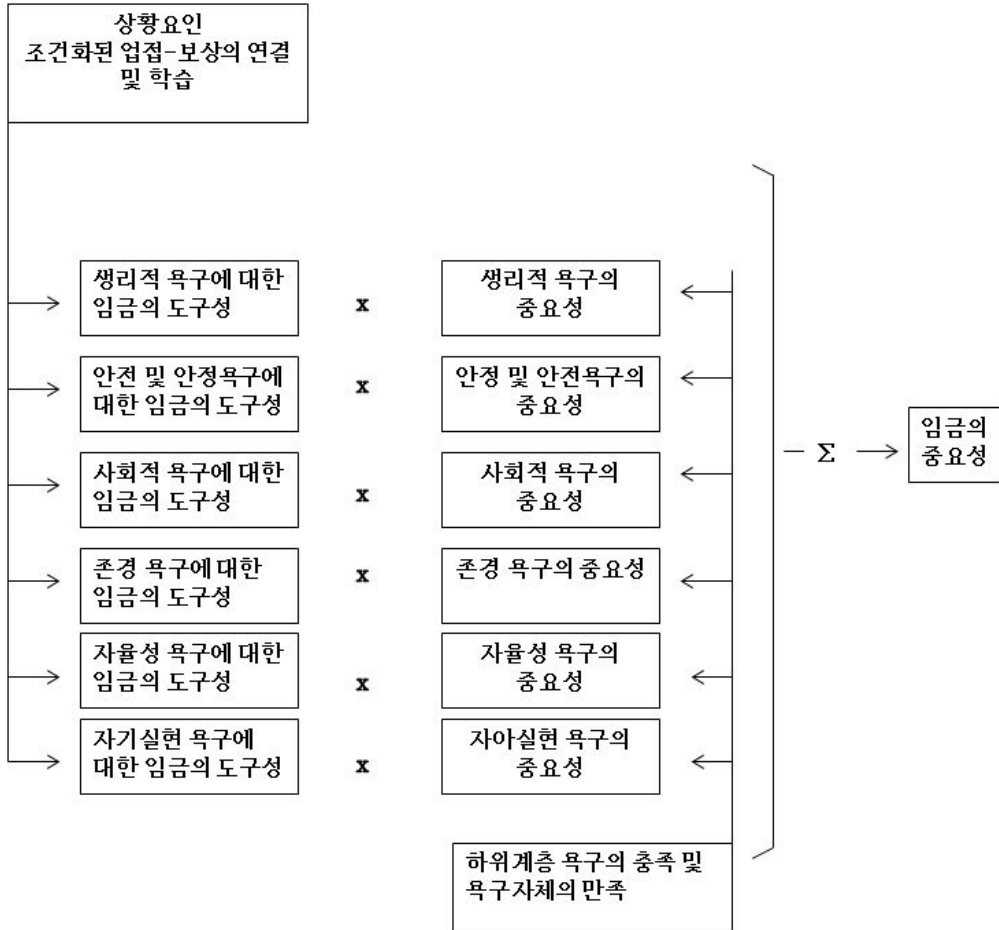 상황요인
조건화된 업접-보상의 연결
및 학습
생리적 욕구에 대한
임금의 도구성
x
생리적 욕구의
중요성
안전 및 안정욕구에
대한 임금의 도구성
x
안정 및 안전욕구의
중요성
사회적 욕구에 대한
임금의 도구성
x
사회적 욕구의
중요성
존경 욕구에 대한
임금의 도구성
x
존경 욕구의 중요성
자율성 욕구에 대한
임금의 도구성
x
자율성 욕구의
중요성
자기실현 욕구에
대한 임금의 도구성
x
자아실현 욕구의
중요성
하위계층 욕구의 충족 및
욕구자체의 만족
– Σ
임금의
중요성